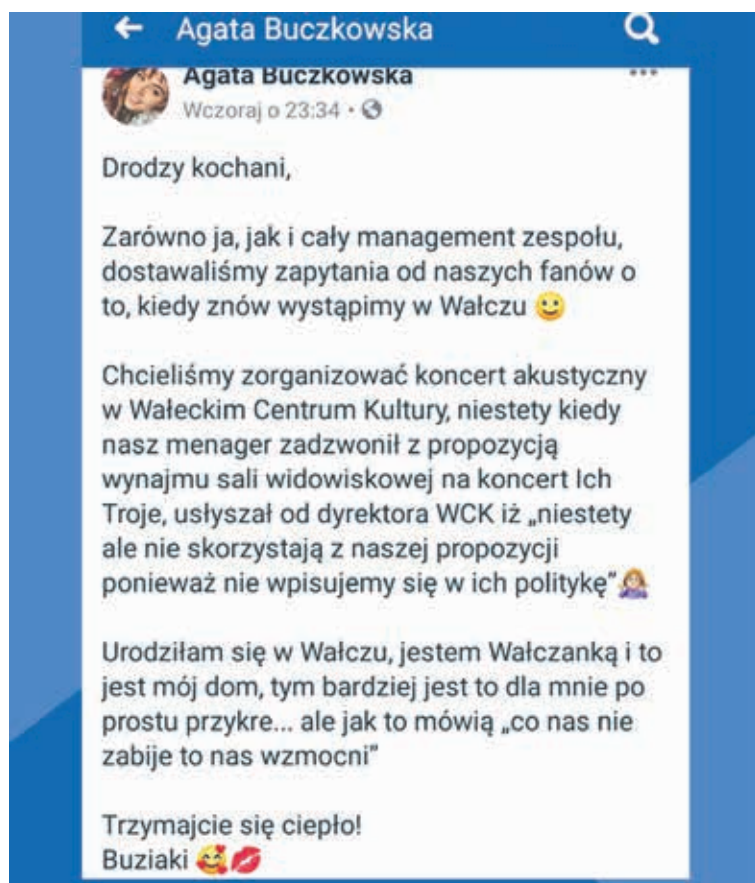 Agata Buczkowska
Agata Buczkowska
Wczoraj o 23:34 ·
Drodzy kochani,
Zarówno ja, jak i cały management zespołu,
dostawaliśmy zapytania od naszych fanów o
to, kiedy znów wystąpimy w Wałczu 🙂
Chcieliśmy zorganizować koncert akustyczny
w Wałeckim Centrum Kultury, niestety kiedy
nasz menager zadzwonił z propozycją
wynajmu sali widowiskowej na koncert Ich
Troje, usłyszał od dyrektora WCK iż „niestety
ale nie skorzystają z naszej propozycji
ponieważ nie wpisujemy się w ich politykę”🤦‍♀️
Urodziłam się w Wałczu, jestem Wałczanką i to
jest mój dom, tym bardziej jest to dla mnie po
prostu przykre... ale jak to mówią „co nas nie
zabije to nas wzmocni”
Trzymajcie się ciepło!
Buziaki 🥰💋